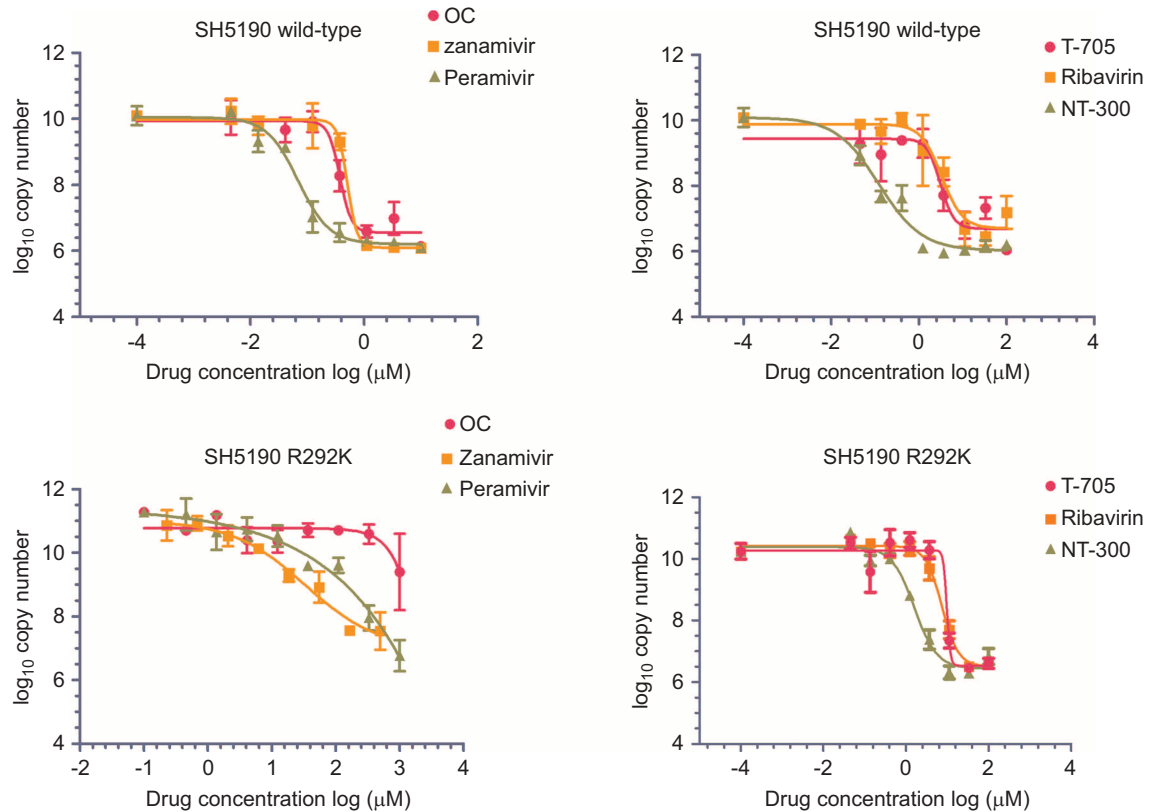 SH5190 wild-type
OC
zanamivir
Peramivir
12
10
8
6
4
log10 copy number
-4
-2
0
2
Drug concentration log (μM)
SH5190 wild-type
T-705
Ribavirin
NT-300
12
10
8
6
4
log10 copy number
-4
-2
0
2
4
Drug concentration log (μM)
SH5190 R292K
OC
Zanamivir
Peramivir
12
10
8
6
4
log10 copy number
-2
-1
0
1
2
3
4
Drug concentration log (μM)
SH5190 R292K
T-705
Ribavirin
NT-300
12
10
8
6
4
log10 copy number
-4
-2
0
2
4
Drug concentration log (μM)